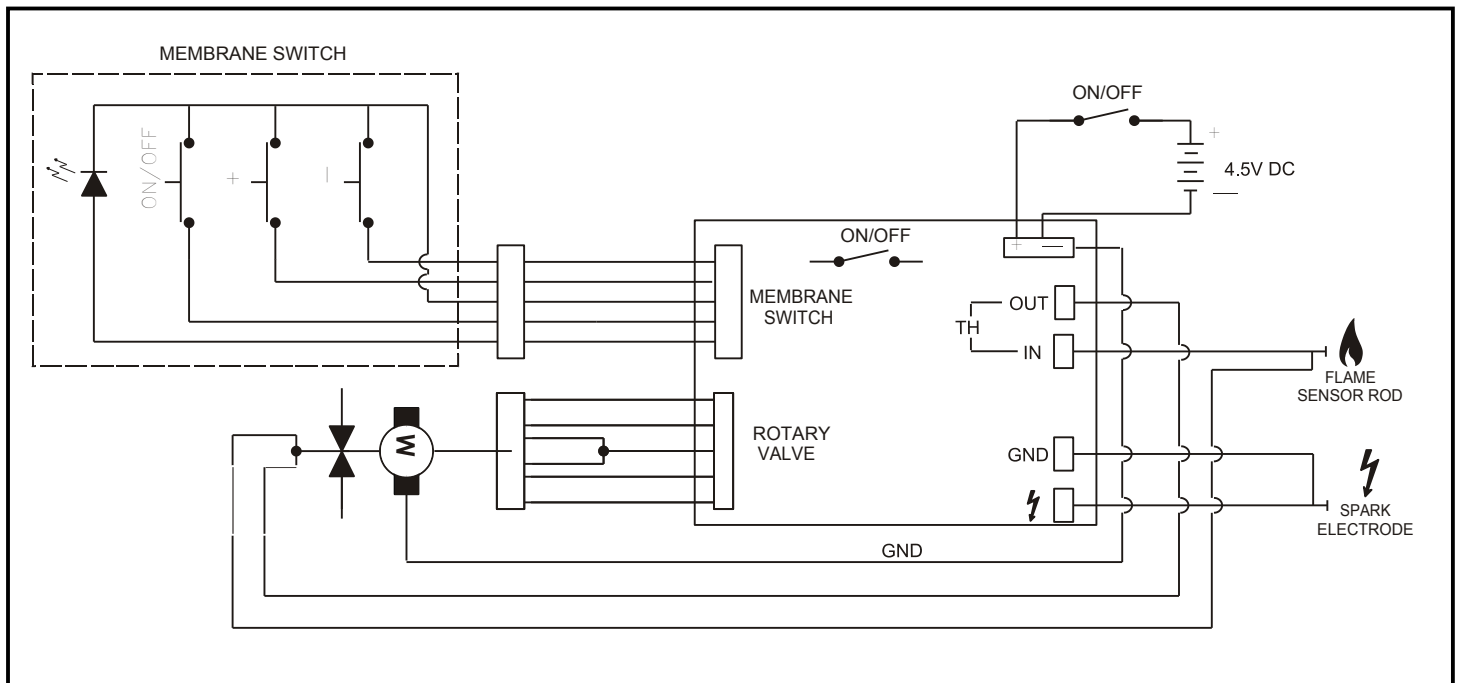 MEMBRANE SWITCH
ON/OFF
+
—
ON/OFF
+
4.5V DC
—
ON/OFF
+ —
MEMBRANE
SWITCH
OUT
TH
IN
FLAME
SENSOR ROD
ROTARY
VALVE
GND
SPARK
ELECTRODE
GND
M